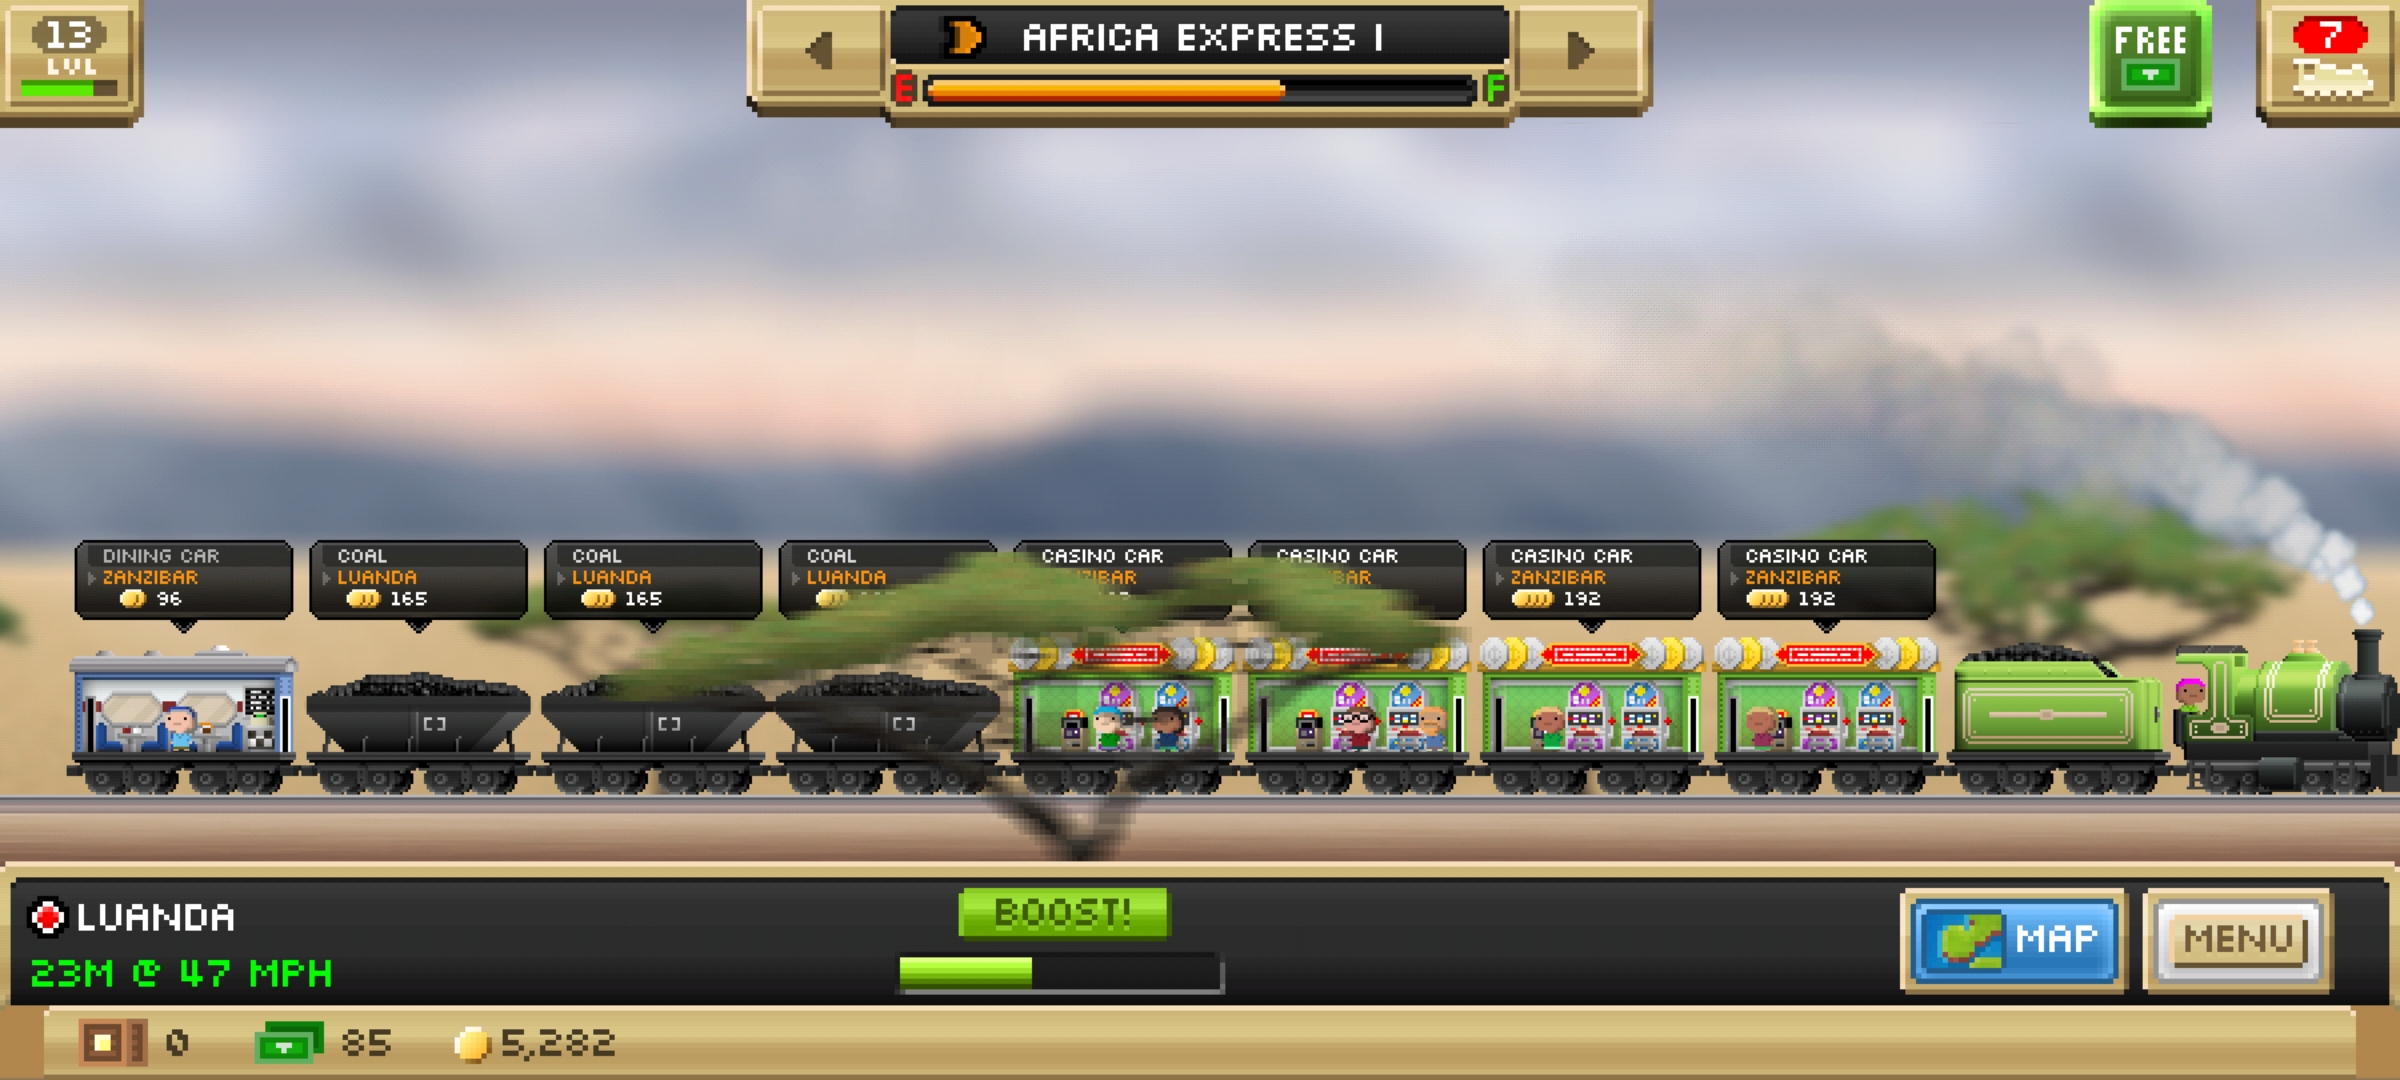 13
LVL
AFRICA EXPRESS I
E F
FREE
7
DINING CAR
ZANZIBAR
96
COAL
LUANDA
165
COAL
LUANDA
165
COAL
LUANDA
CASINO CAR
CASINO CAR
CASINO CAR
ZANZIBAR
192
CASINO CAR
ZANZIBAR
192
LUANDA
23M @ 47 MPH
BOOST!
MAP
MENU
0
85
5,282